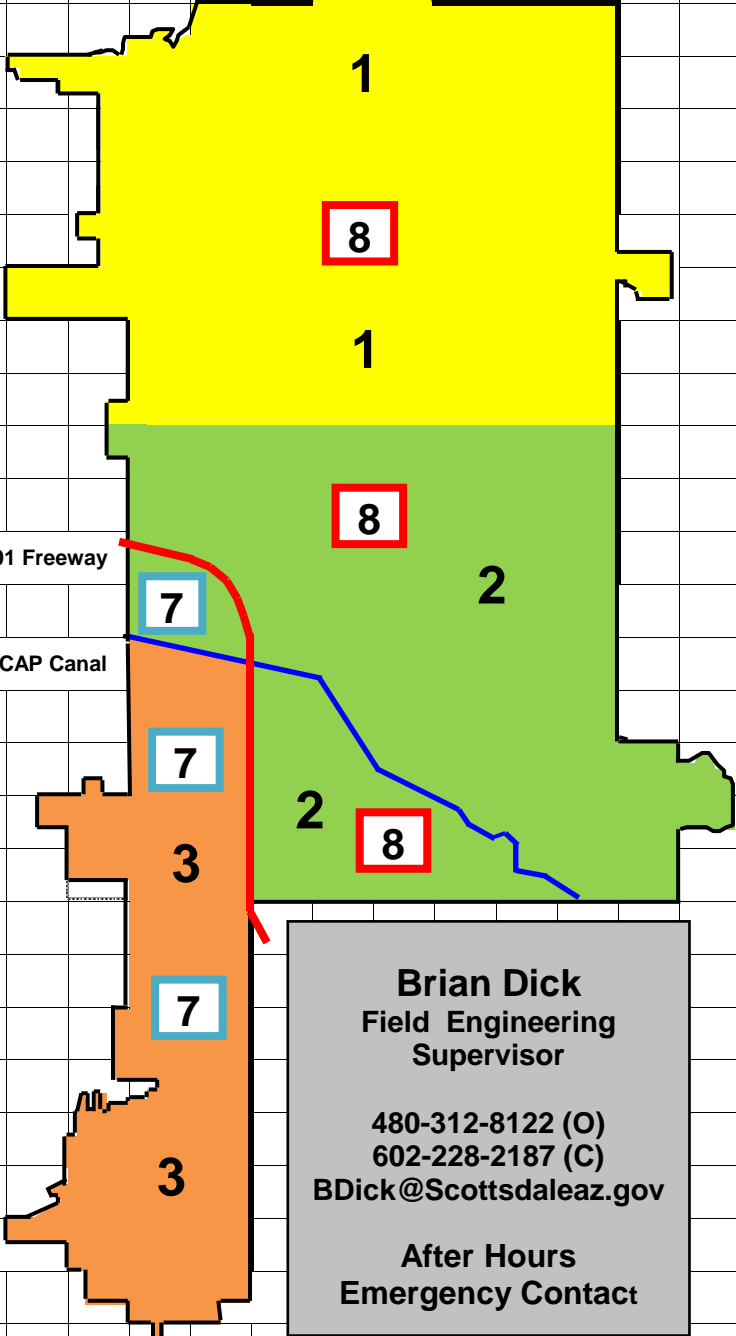 1
8
1
8
2
01 Freeway
7
CAP Canal
7
2
8
3
7
3
Brian Dick
Field Engineering
Supervisor
480-312-8122 (O)
602-228-2187 (C)
BDick@Scottsdaleaz.gov
After Hours
Emergency Contact